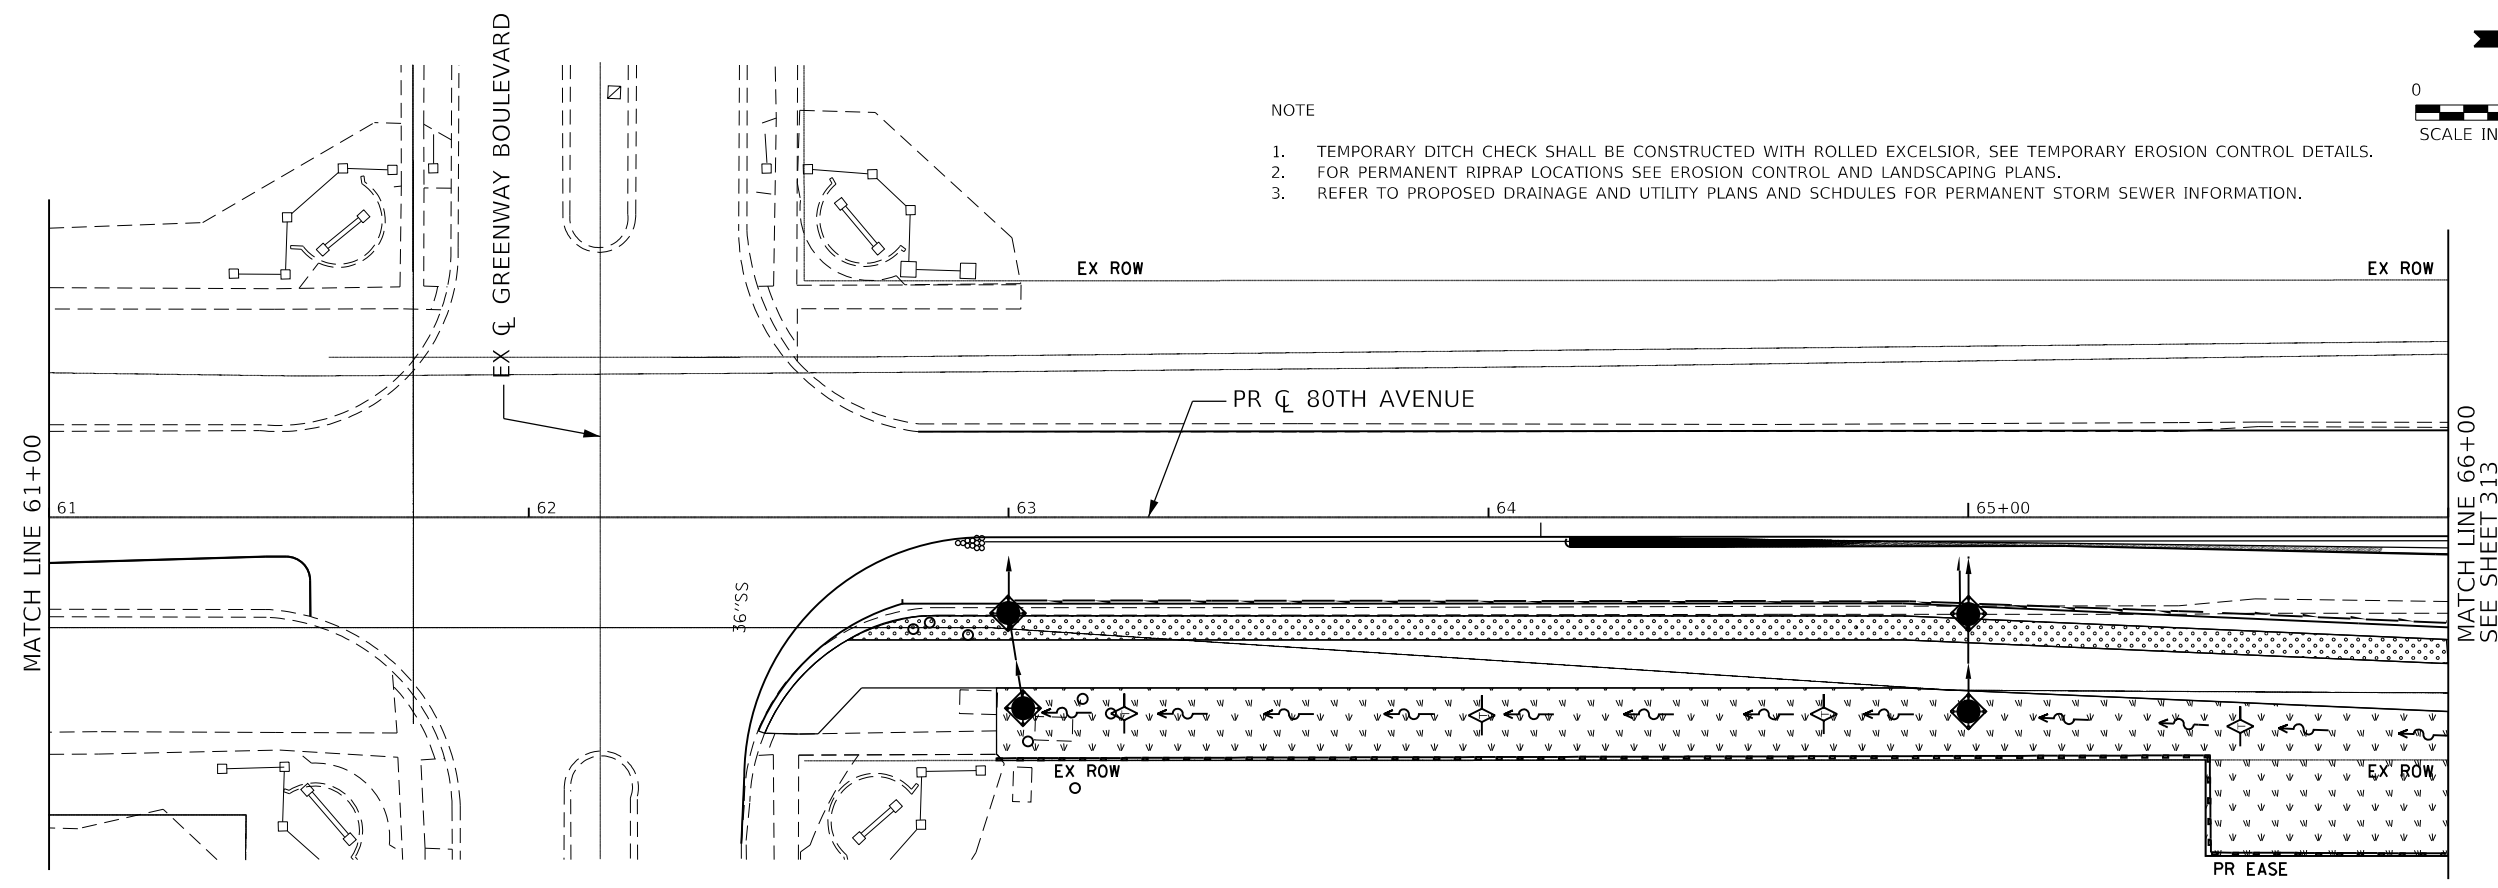 EX ℄ GREENWAY BOULEVARD
0
SCALE IN
NOTE
1. TEMPORARY DITCH CHECK SHALL BE CONSTRUCTED WITH ROLLED EXCELSIOR, SEE TEMPORARY EROSION CONTROL DETAILS.
2. FOR PERMANENT RIPRAP LOCATIONS SEE EROSION CONTROL AND LANDSCAPING PLANS.
3. REFER TO PROPOSED DRAINAGE AND UTILITY PLANS AND SCHDULES FOR PERMANENT STORM SEWER INFORMATION.
EX ROW
EX ROW
PR ℄ 80TH AVENUE
MATCH LINE 61+00
61
62
63
64
65+00
MATCH LINE 66+00
SEE SHEET 313
36"SS
EX ROW
EX ROW
PR EASE